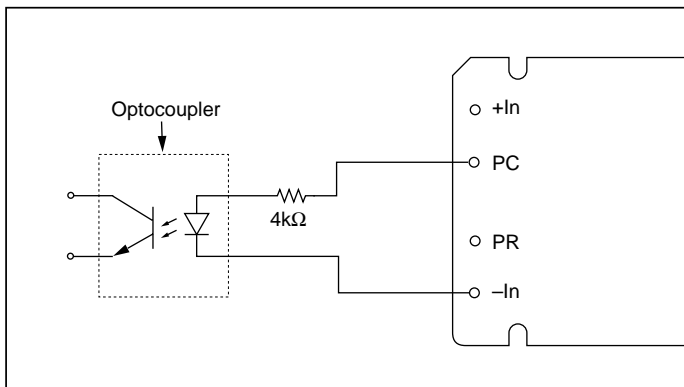 Optocoupler
+In
PC
4kΩ
PR
–In